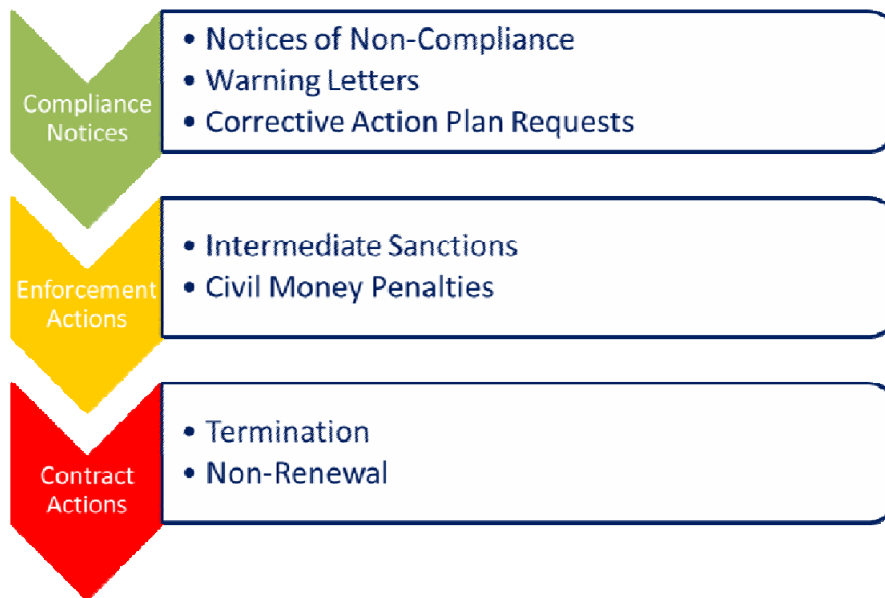 Compliance
Notices
• Notices of Non-Compliance
• Warning Letters
• Corrective Action Plan Requests
Enforcement
Actions
• Intermediate Sanctions
• Civil Money Penalties
Contract
Actions
• Termination
• Non-Renewal